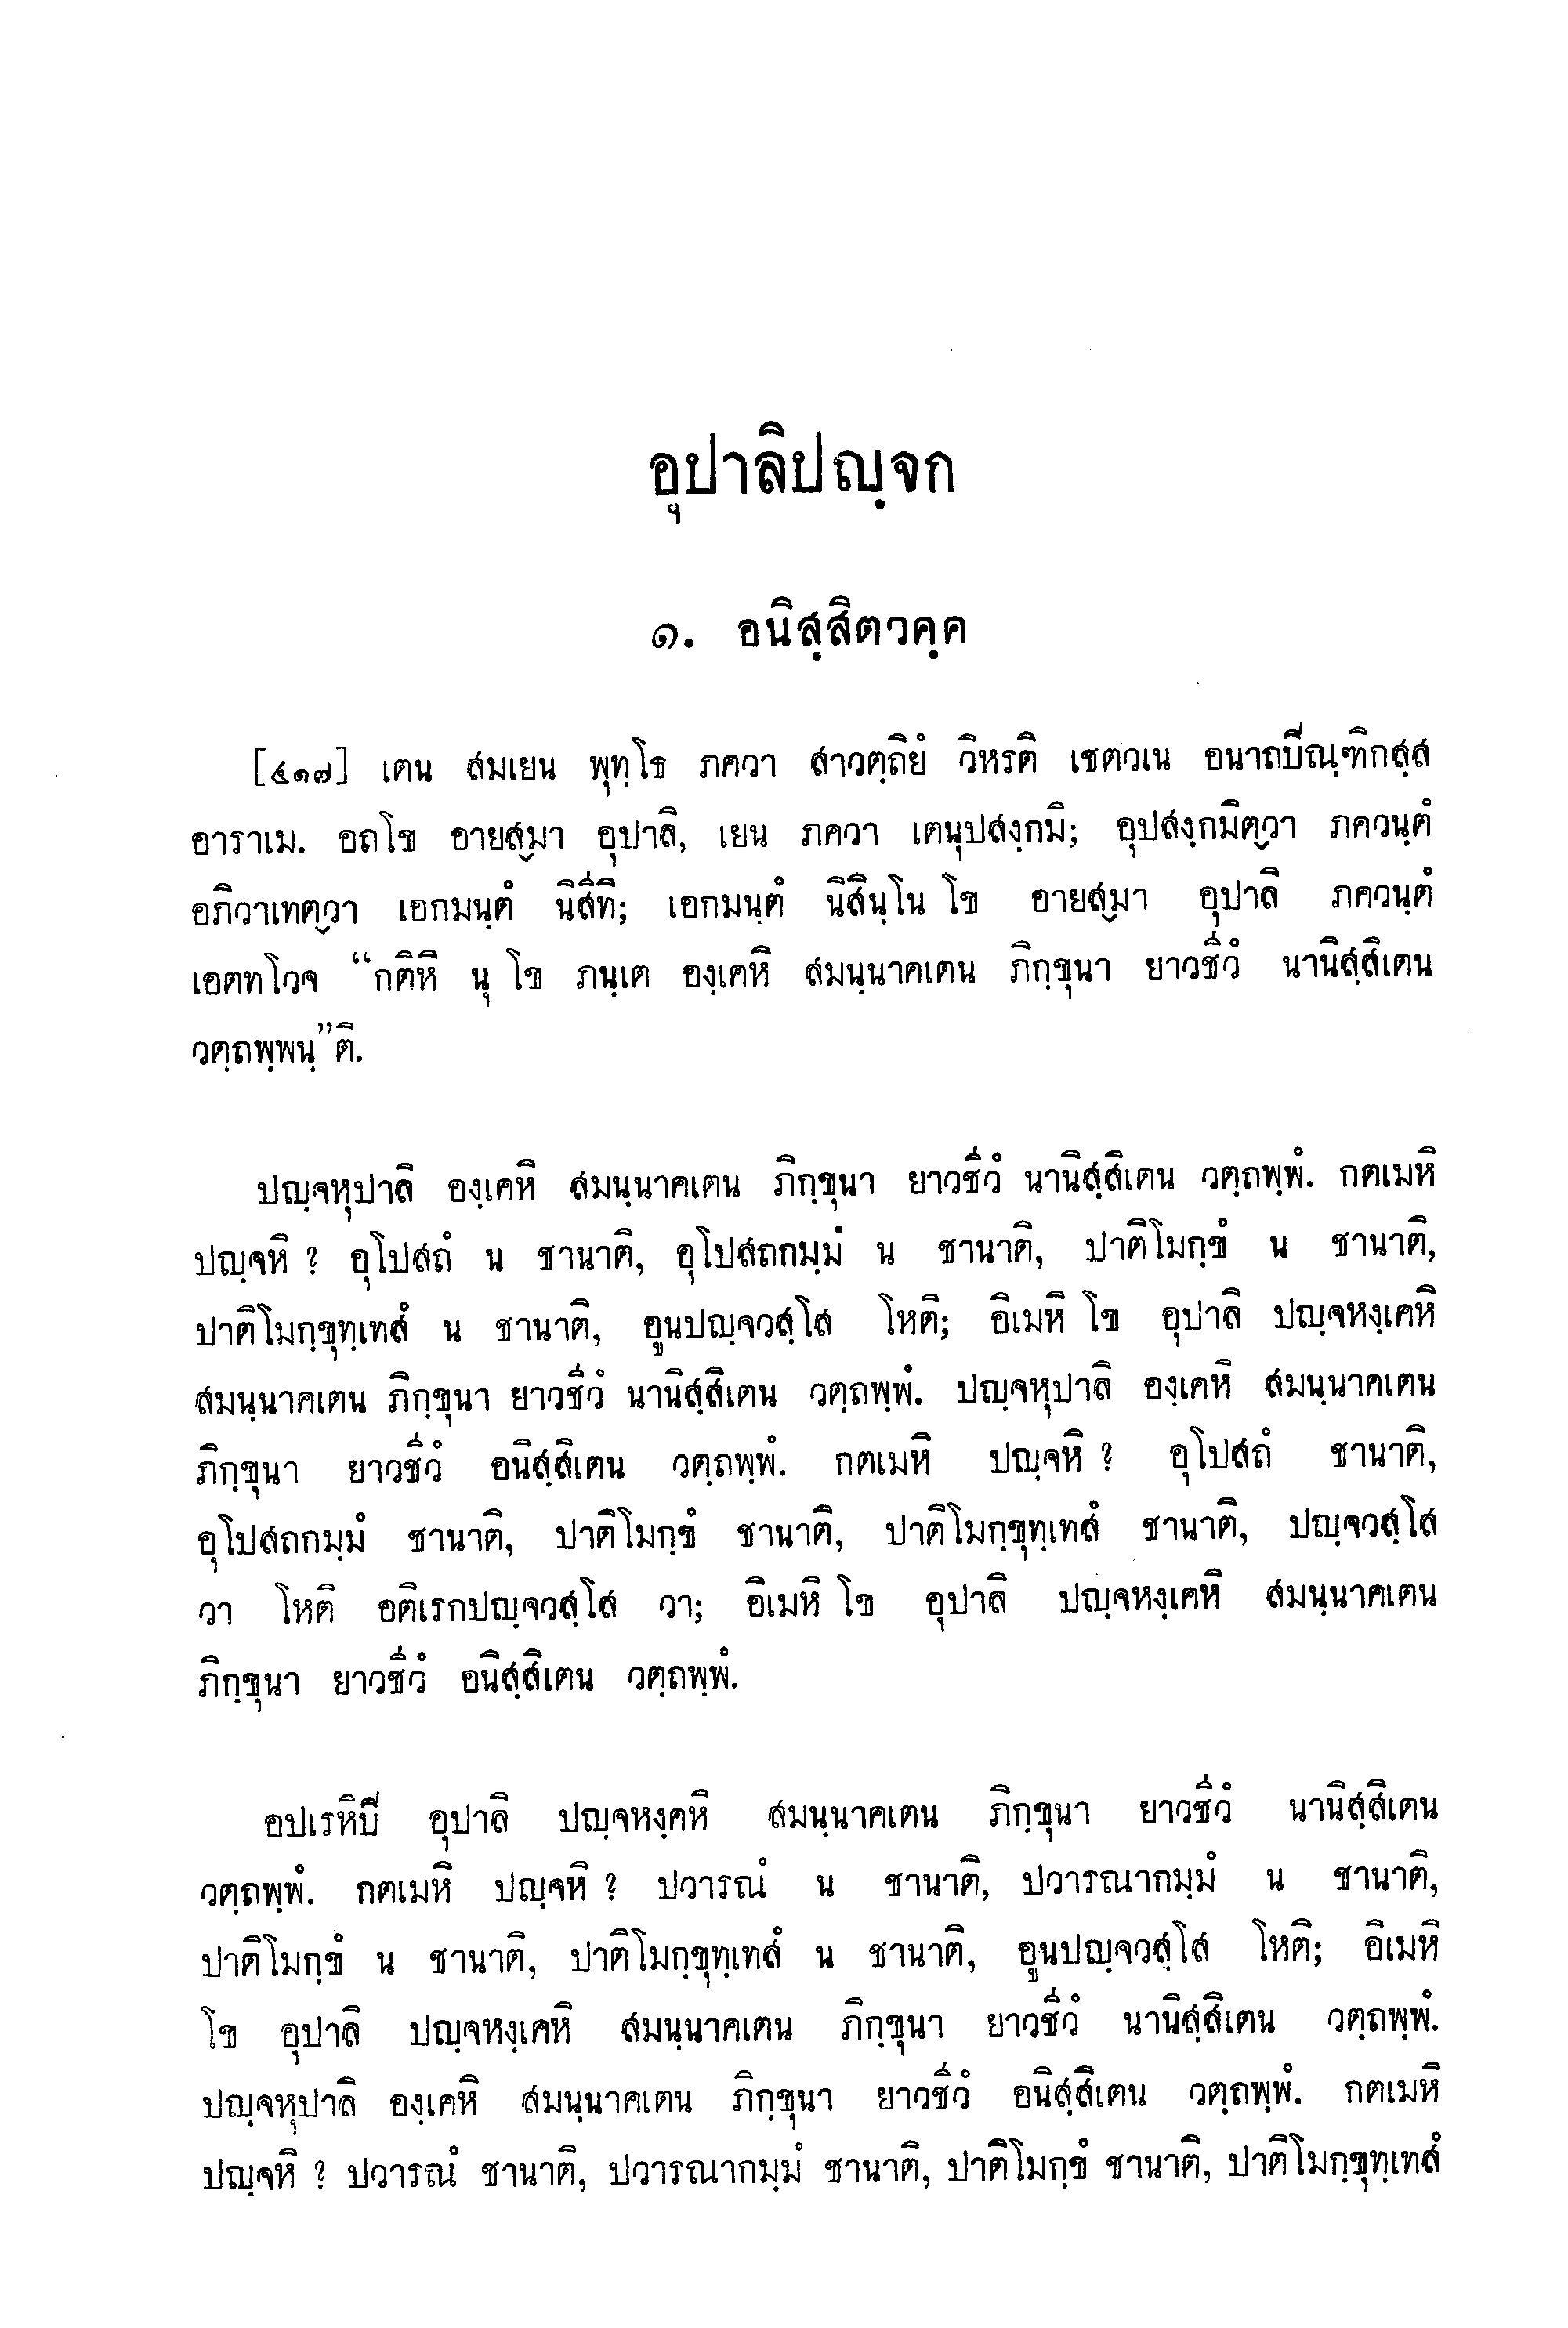 อุปาลิปญฺจก
๑. อนิสฺสิตวคฺค
[๔๑๗] เตน สมเยน พุทฺโธ ภควา สาวตฺถิยํ วิหรติ เชตวเน อนาถปิณฺฑิกสฺส
อาราเม. อถโข อายสฺมา อุปาลิ, เยน ภควา เตนุปสงฺกมิ; อุปสงฺกมิตฺวา ภควนฺตํ
อภิวาเทตฺวา เอกมนฺตํ นิสีทิ; เอกมนฺตํ นิสินฺโน โข อายสฺมา อุปาลิ ภควนฺตํ
เอตทโวจ “กติหิ นุ โข ภนฺเต องฺเคหิ สมนฺนาคเตน ภิกฺขุนา ยาวชีวํ นานิสฺสิเตน
วตฺถพฺพนฺ”ติ.
ปญฺจหุปาลิ องฺเคหิ สมนฺนาคเตน ภิกฺขุนา ยาวชีวํ นานิสฺสิเตน วตฺถพฺพํ. กตเมหิ
ปญฺจหิ ? อุโปสถํ น ชานาติ, อุโปสถกมฺมํ น ชานาติ, ปาติโมกฺขํ น ชานาติ,
ปาติโมกฺขุทฺเทสํ น ชานาติ, อูนปญฺจวสฺโส โหติ; อิเมหิ โข อุปาลิ ปญฺจหงฺเคหิ
สมนฺนาคเตน ภิกฺขุนา ยาวชีวํ นานิสฺสิเตน วตฺถพฺพํ. ปญฺจหุปาลิ องฺเคหิ สมนฺนาคเตน
ภิกฺขุนา ยาวชีวํ อนิสฺสิเตน วตฺถพฺพํ. กตเมหิ ปญฺจหิ ? อุโปสถํ ชานาติ,
อุโปสถกมฺมํ ชานาติ, ปาติโมกฺขํ ชานาติ, ปาติโมกฺขุทฺเทสํ ชานาติ, ปญฺจวสฺโส
วา โหติ อติเรกปญฺจวสฺโส วา; อิเมหิ โข อุปาลิ ปญฺจหงฺเคหิ สมนฺนาคเตน
ภิกฺขุนา ยาวชีวํ อนิสฺสิเตน วตฺถพฺพํ.
อปเรหิปิ อุปาลิ ปญฺจหงฺคหิ สมนฺนาคเตน ภิกฺขุนา ยาวชีวํ นานิสฺสิเตน
วตฺถพฺพํ. กตเมหิ ปญฺจหิ ? ปวารณํ น ชานาติ, ปวารณากมฺมํ น ชานาติ,
ปาติโมกฺขํ น ชานาติ, ปาติโมกฺขุทฺเทสํ น ชานาติ, อูนปญฺจวสฺโส โหติ; อิเมหิ
โข อุปาลิ ปญฺจหงฺเคหิ สมนฺนาคเตน ภิกฺขุนา ยาวชีวํ นานิสฺสิเตน วตฺถพฺพํ.
ปญฺจหุปาลิ องฺเคหิ สมนฺนาคเตน ภิกฺขุนา ยาวชีวํ อนิสฺสิเตน วตฺถพฺพํ. กตเมหิ
ปญฺจหิ ? ปวารณํ ชานาติ, ปวารณากมฺมํ ชานาติ, ปาติโมกฺขํ ชานาติ, ปาติโมกฺขุทฺเทสํ